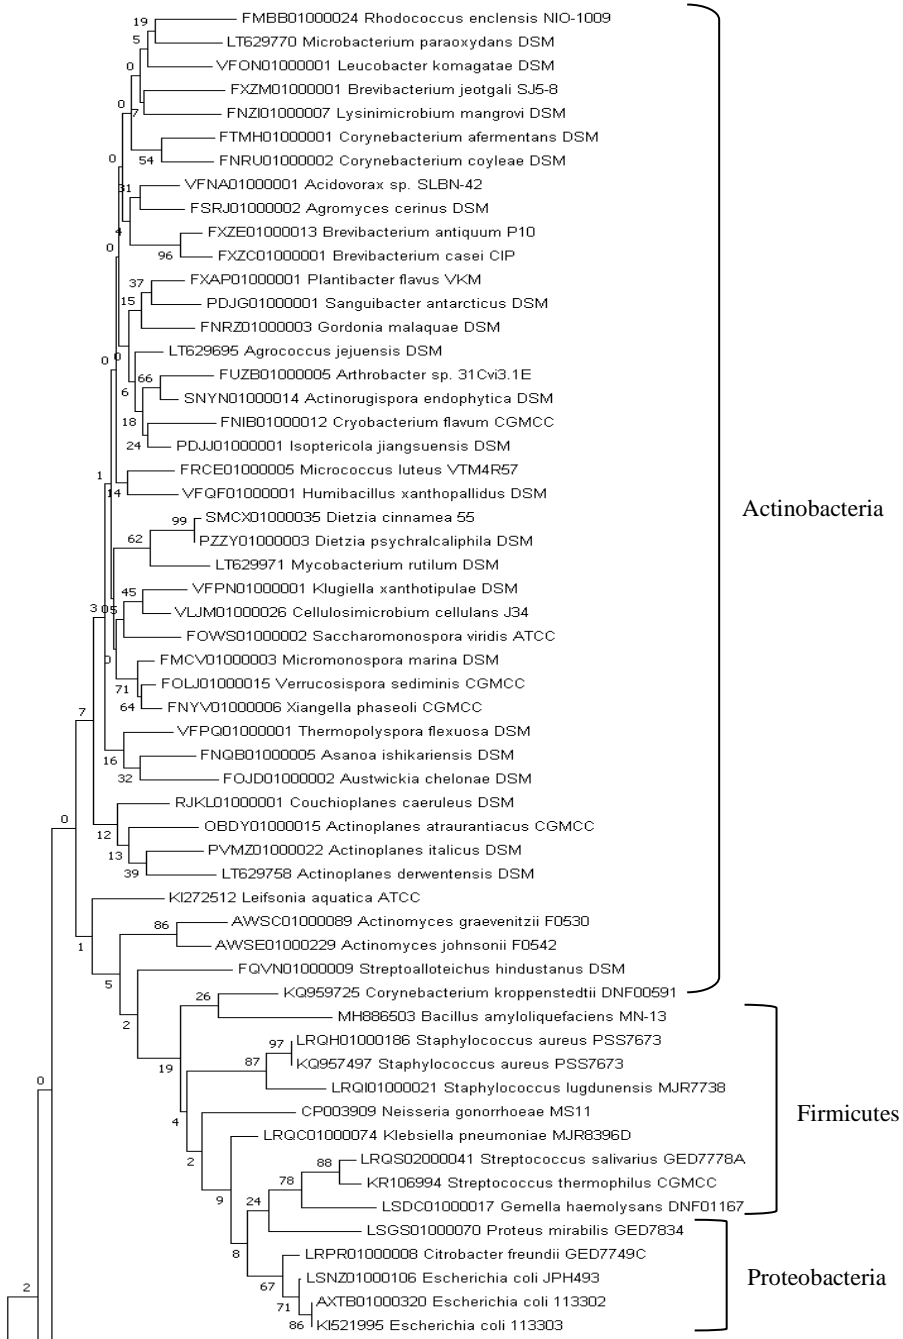 19 FMBB01000024 Rhodococcus enclensis NIO-1009
5 LT629770 Microbacterium paraoxydans DSM
0 VFON01000001 Leucobacter komagatae DSM
FXZM01000001 Brevibacterium jeotgali SJ5-8
0 7 FNZI01000007 Lysinimicrobium mangrovi DSM
FTMH01000001 Corynebacterium afermentans DSM
0 54 FNRU01000002 Corynebacterium coyleae DSM
31 VFNA01000001 Acidovorax sp. SLBN-42
FSRJ01000002 Agromyces cerinus DSM
4 FXZE01000013 Brevibacterium antiquum P10
0 96 FXZC01000001 Brevibacterium casei CIP
37 FXAP01000001 Plantibacter flavus VKM
15 PDJG01000001 Sanguibacter antarcticus DSM
FNRZ01000003 Gordonia malaquae DSM
0 0 LT629695 Agrococcus jejuensis DSM
66 FUZB01000005 Arthrobacter sp. 31Cvi3.1E
6 SNYN01000014 Actinorugispora endophytica DSM
18 FNIB01000012 Cryobacterium flavum CGMCC
24 PDJJ01000001 Isoptericola jiangsuensis DSM
1 FRCE01000005 Micrococcus luteus VTM4R57
14 VFQF01000001 Humibacillus xanthopallidus DSM
Actinobacteria
99 SMCX01000035 Dietzia cinnamea 55
62 PZZY01000003 Dietzia psychralcaliphila DSM
LT629971 Mycobacterium rutilum DSM
45 VFPN01000001 Klugiella xanthotipulae DSM
3 0 5 VLJM01000026 Cellulosimicrobium cellulans J34
FOWS01000002 Saccharomonospora viridis ATCC
0 FMCV01000003 Micromonospora marina DSM
71 FOLJ01000015 Verrucosispora sediminis CGMCC
64 FNYV01000006 Xiangella phaseoli CGMCC
7 VFPQ01000001 Thermopolyspora flexuosa DSM
16 FNQB01000005 Asanoa ishikariensis DSM
32 FOJD01000002 Austwickia chelonae DSM
RJKL01000001 Couchioplanes caeruleus DSM
0 12 OBDY01000015 Actinoplanes atraurantiacus CGMCC
13 PVMZ01000022 Actinoplanes italicus DSM
39 LT629758 Actinoplanes derwentensis DSM
KI272512 Leifsonia aquatica ATCC
86 AWSC01000089 Actinomyces graevenitzii F0530
1 AWSE01000229 Actinomyces johnsonii F0542
5 FQVN01000009 Streptoalloteichus hindustanus DSM
26 KQ959725 Corynebacterium kroppenstedtii DNF00591
2 MH886503 Bacillus amyloliquefaciens MN-13
97 LRQH01000186 Staphylococcus aureus PSS7673
19 87 KQ957497 Staphylococcus aureus PSS7673
0 LRQI01000021 Staphylococcus lugdunensis MJR7738
4 CP003909 Neisseria gonorrhoeae MS11
Firmicutes
LRQC01000074 Klebsiella pneumoniae MJR8396D
2 88 LRQS02000041 Streptococcus salivarius GED7778A
78 KR106994 Streptococcus thermophilus CGMCC
9 24 LSDC01000017 Gemella haemolysans DNF01167
LSGS01000070 Proteus mirabilis GED7834
8 LRPR01000008 Citrobacter freundii GED7749C
Proteobacteria
67 LSNZ01000106 Escherichia coli JPH493
2 71 AXTB01000320 Escherichia coli 113302
86 KI521995 Escherichia coli 113303